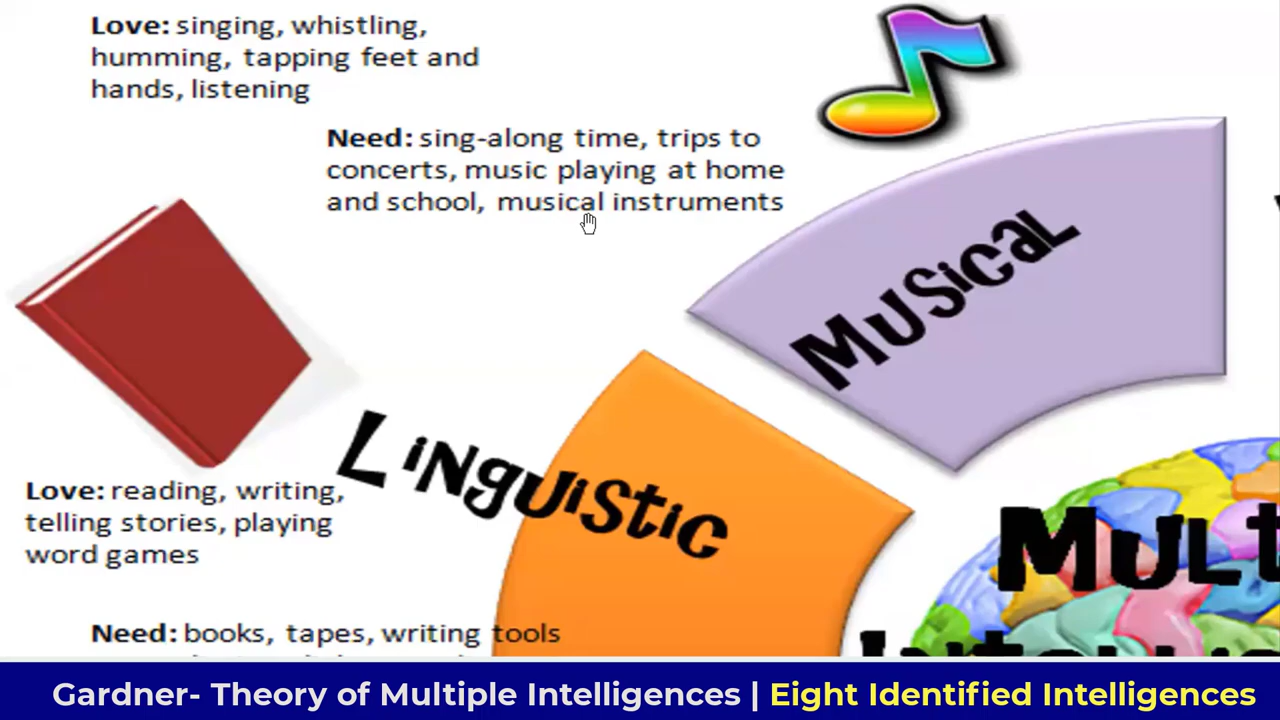 Love: singing, whistling,
humming, tapping feet and
hands, listening
Need: sing-along time, trips to
concerts, music playing at home
and school, musical instruments
Musical
Linguistic
Love: reading, writing,
telling stories, playing
word games
Need: books, tapes, writing tools
Gardner- Theory of Multiple Intelligences | Eight Identified Intelligences